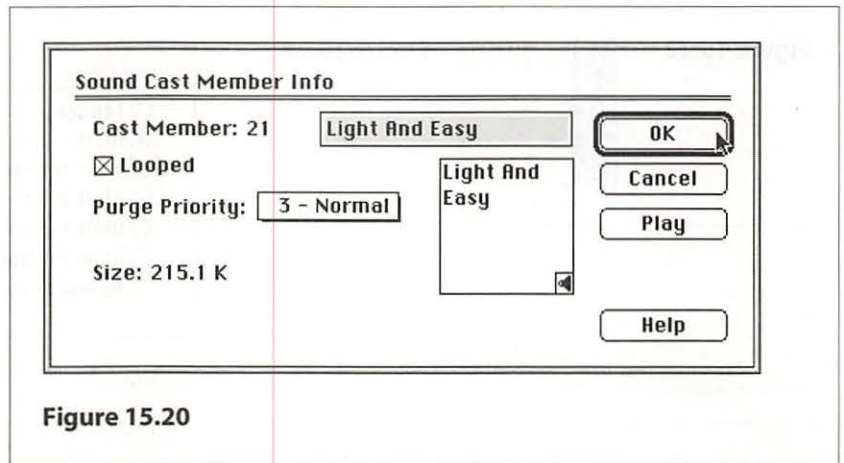 Sound Cast Member Info
Cast Member: 21
Light And Easy
OK
Looped
Light And
Easy
Cancel
Purge Priority: 3 - Normal
Play
Size: 215.1 K
Help
Figure 15.20